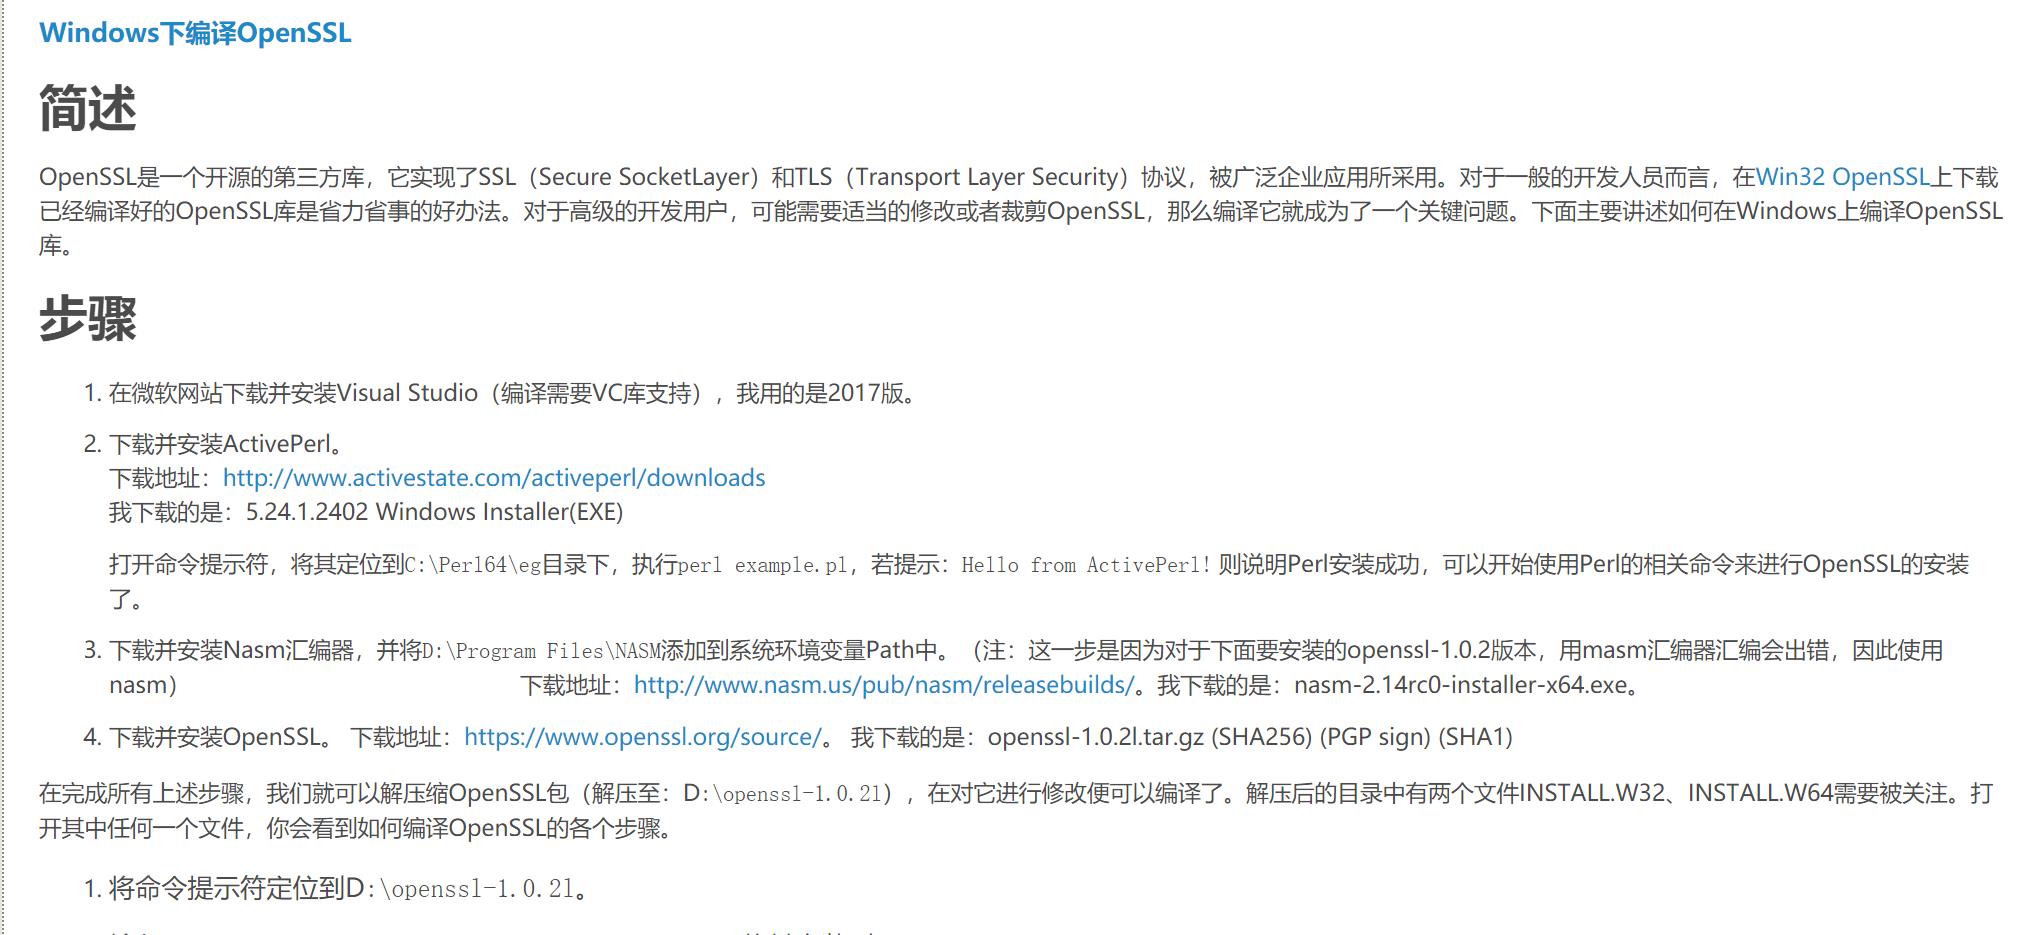 Windows下编译OpenSSL
简述
OpenSSL是一个开源的第三方库，它实现了SSL（Secure SocketLayer）和TLS（Transport Layer Security）协议，被广泛企业应用所采用。对于一般的开发人员而言，在Win32 OpenSSL上下载
已经编译好的OpenSSL库是省力省事的好办法。对于高级的开发用户，可能需要适当的修改或者裁剪OpenSSL，那么编译它就成为了一个关键问题。下面主要讲述如何在Windows上编译OpenSSL
库。
步骤
1. 在微软网站下载并安装Visual Studio（编译需要VC库支持），我用的是2017版。
2. 下载并安装ActivePerl。
下载地址：http://www.activestate.com/activeperl/downloads
我下载的是：5.24.1.2402 Windows Installer(EXE)
打开命令提示符，将其定位到C:\Perl64\eg目录下，执行perl example.pl，若提示：Hello from ActivePerl! 则说明Perl安装成功，可以开始使用Perl的相关命令来进行OpenSSL的安装
了。
3. 下载并安装Nasm汇编器，并将D:\Program Files\NASM添加到系统环境变量Path中。（注：这一步是因为对于下面要安装的openssl-1.0.2版本，用masm汇编器汇编会出错，因此使用
nasm） 下载地址：http://www.nasm.us/pub/nasm/releasebuilds/。我下载的是：nasm-2.14rc0-installer-x64.exe。
4. 下载并安装OpenSSL。 下载地址：https://www.openssl.org/source/。 我下载的是：openssl-1.0.2l.tar.gz (SHA256) (PGP sign) (SHA1)
在完成所有上述步骤，我们就可以解压缩OpenSSL包（解压至：D:\openssl-1.0.2l），在对它进行修改便可以编译了。解压后的目录中有两个文件INSTALL.W32、INSTALL.W64需要被关注。打
开其中任何一个文件，你会看到如何编译OpenSSL的各个步骤。
1. 将命令提示符定位到D:\openssl-1.0.2l。